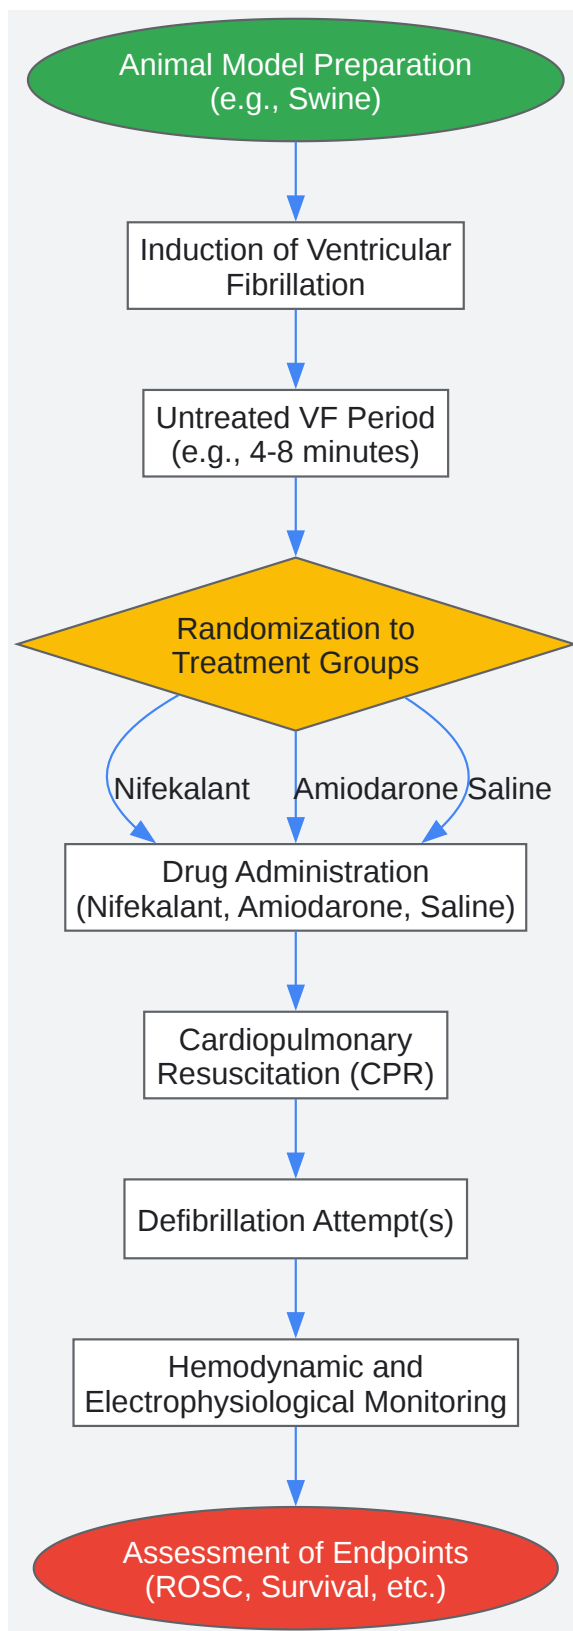 Animal Model Preparation
(e.g., Swine)
Induction of Ventricular
Fibrillation
Untreated VF Period
(e.g., 4-8 minutes)
Randomization to
Treatment Groups
Nifekalant
Amiodarone
Saline
Drug Administration
(Nifekalant, Amiodarone, Saline)
Cardiopulmonary
Resuscitation (CPR)
Defibrillation Attempt(s)
Hemodynamic and
Electrophysiological Monitoring
Assessment of Endpoints
(ROSC, Survival, etc.)